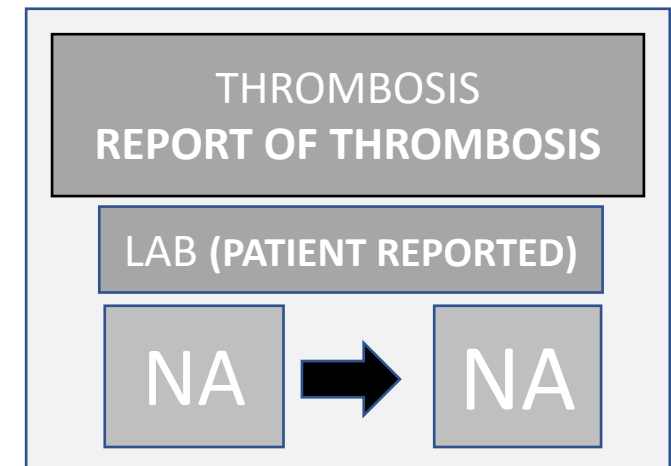 THROMBOSIS
REPORT OF THROMBOSIS
LAB (PATIENT REPORTED)
NA NA